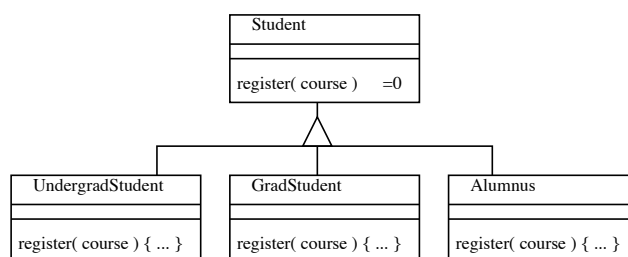 Student
register( course ) =0
UndergradStudent
GradStudent
Alumnus
register( course ) { ... }
register( course ) { ... }
register( course ) { ... }